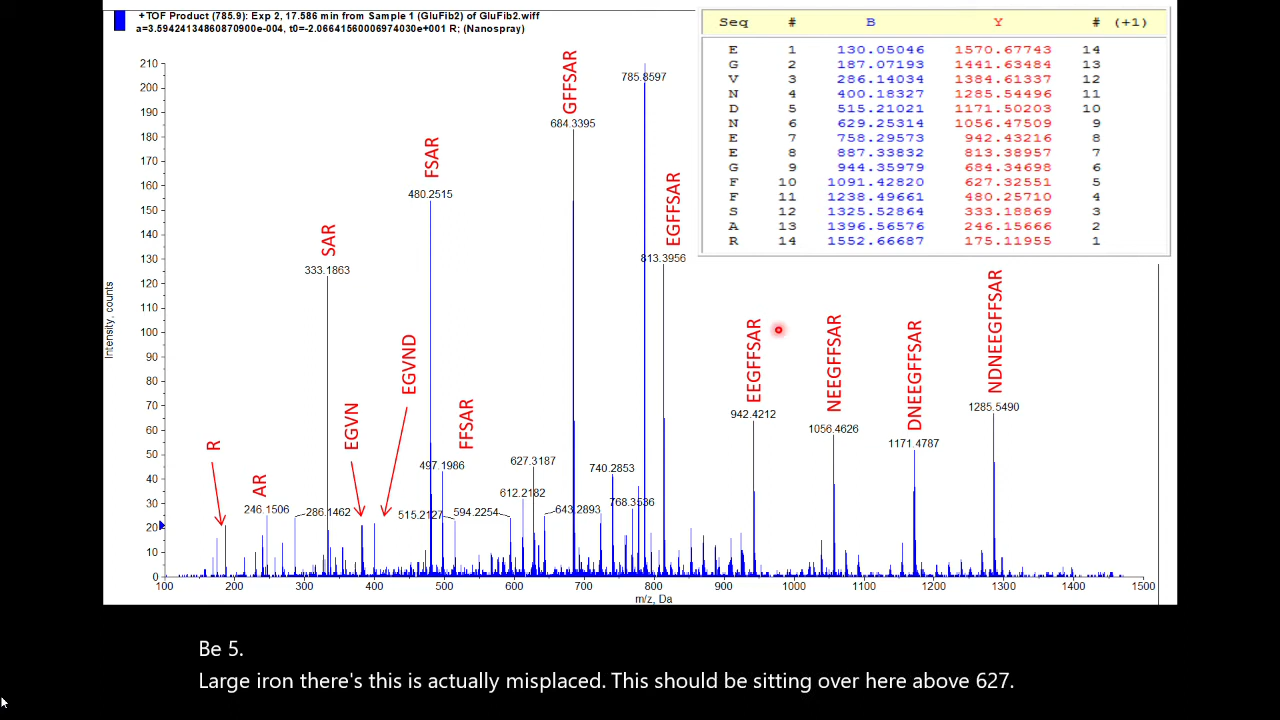 +TOF Product (785.9): Exp 2, 17.586 min from Sample 1 (GluFib2) of GluFib2.wiff
a=3.59424134860870900e-004, t0=-2.06641560006974030e+001 R; (Nanospray)
Seq # B Y # (+1)
E 1 130.05046 1570.67743 14
G 2 187.07193 1441.63484 13
V 3 286.14034 1384.61337 12
N 4 400.18327 1285.54496 11
D 5 515.21021 1171.50203 10
N 6 629.25314 1056.47509 9
E 7 758.29573 942.43216 8
E 8 887.33832 813.38957 7
G 9 944.35979 684.34698 6
F 10 1091.42820 627.32551 5
F 11 1238.49661 480.25710 4
S 12 1325.52864 333.18869 3
A 13 1396.56576 246.15666 2
R 14 1552.66687 175.11955 1
Intensity, counts
210
200
190
180
170
160
150
140
130
120
110
100
90
80
70
60
50
40
30
20
10
0
R
AR
246.1506
SAR
333.1863
286.1462
EGVN
EGVND
FSAR
480.2515
FFSAR
497.1986
515.2127
594.2254
612.2182
627.3187
643.2893
GFFSAR
684.3395
740.2853
768.3536
785.8597
EGFFSAR
813.3956
EEGFFSAR
942.4212
NEEGFFSAR
1056.4626
DNEEGFFSAR
1171.4787
NDNEEGFFSAR
1285.5490
100 200 300 400 500 600 700 800 900 1000 1100 1200 1300 1400 1500
m/z, Da
Be 5.
Large iron there's this is actually misplaced. This should be sitting over here above 627.